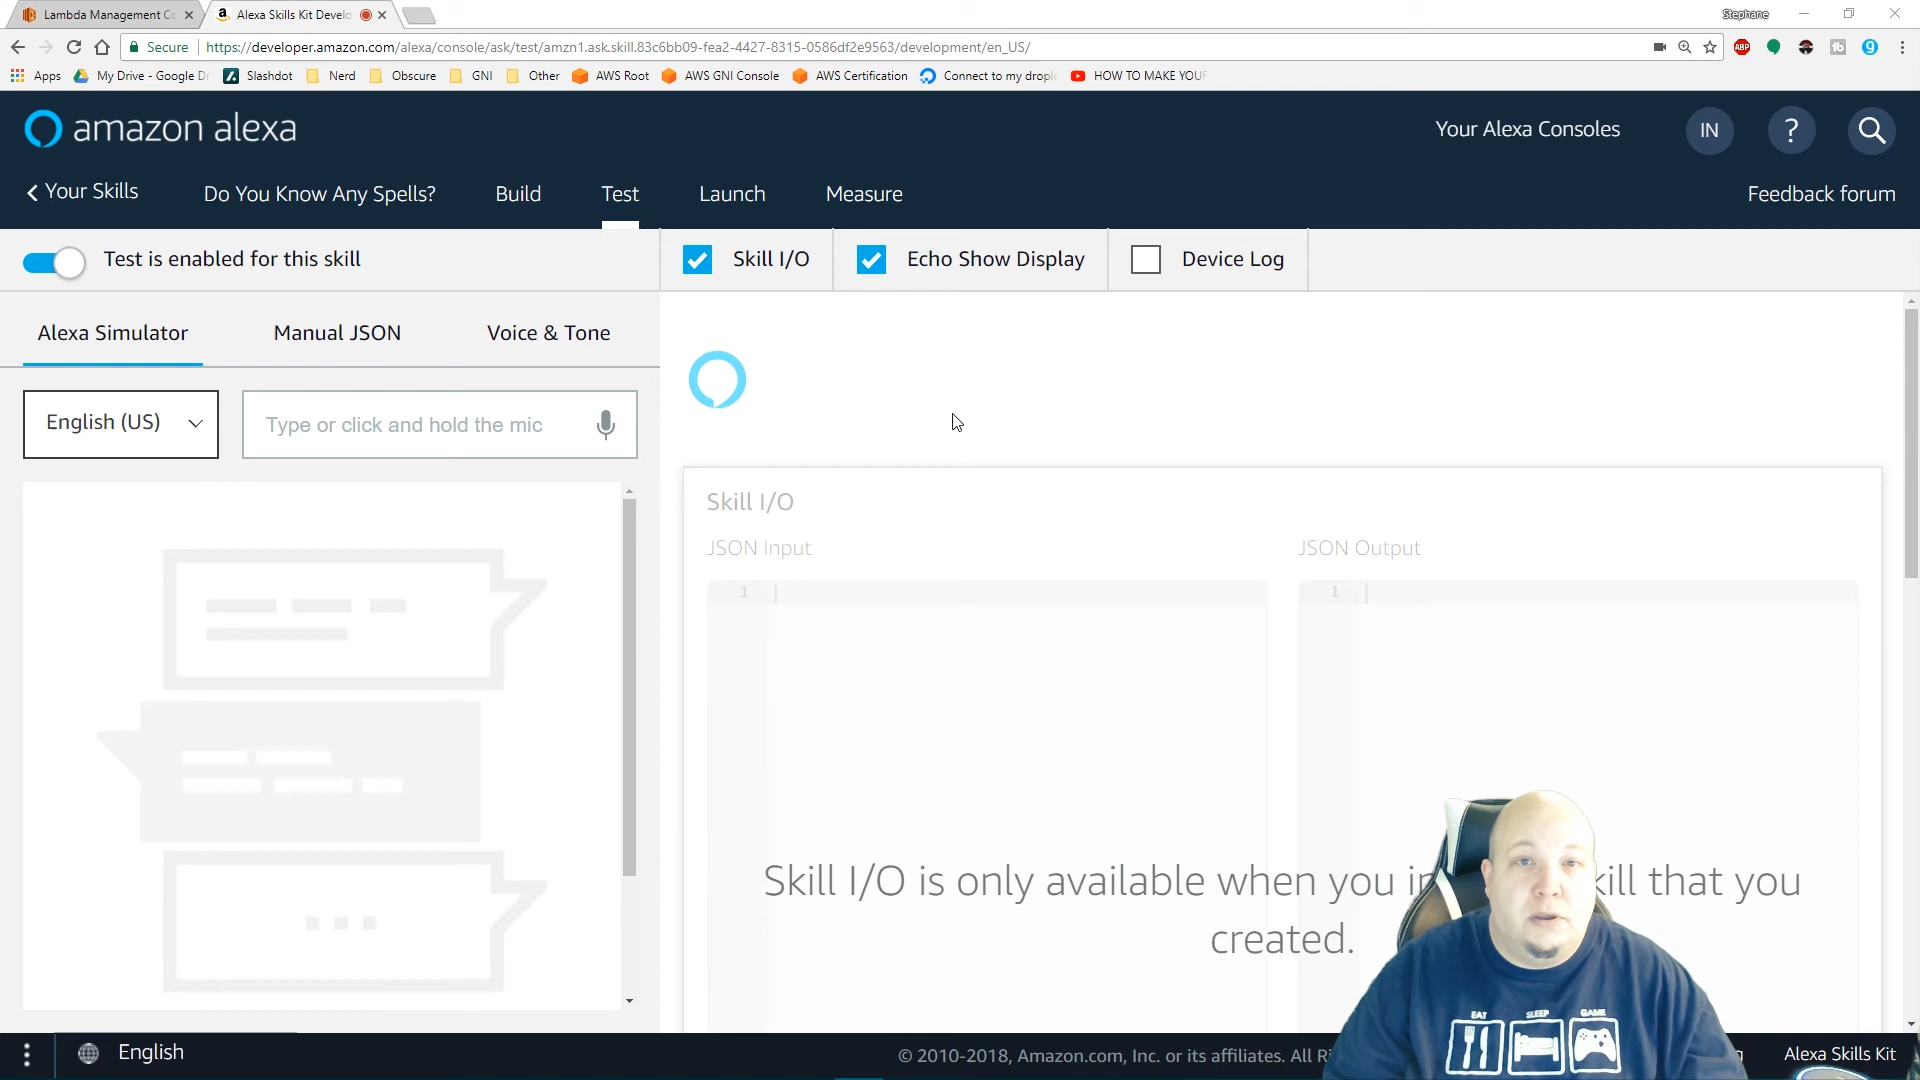 Lambda Management Co
Alexa Skills Kit Develo
Stephane
Secure
https://developer.amazon.com/alexa/console/ask/test/amzn1.ask.skill.83c6bb09-fea2-4427-8315-0586df2e9563/development/en_US/
ABP
Apps
My Drive - Google Dr
Slashdot
Nerd
Obscure
GNI
Other
AWS Root
AWS GNI Console
AWS Certification
Connect to my drople
HOW TO MAKE YOUR
amazon alexa
Your Alexa Consoles
IN
?
Your Skills
Do You Know Any Spells?
Build
Test
Launch
Measure
Feedback forum
Test is enabled for this skill
Skill I/O
Echo Show Display
Device Log
Alexa Simulator
Manual JSON
Voice & Tone
English (US)
Type or click and hold the mic
Skill I/O
JSON Input
JSON Output
1
1
Skill I/O is only available when you in kill that you
created.
EAT
SLEEP
GAME
English
© 2010-2018, Amazon.com, Inc. or its affiliates. All Ri
Alexa Skills Kit